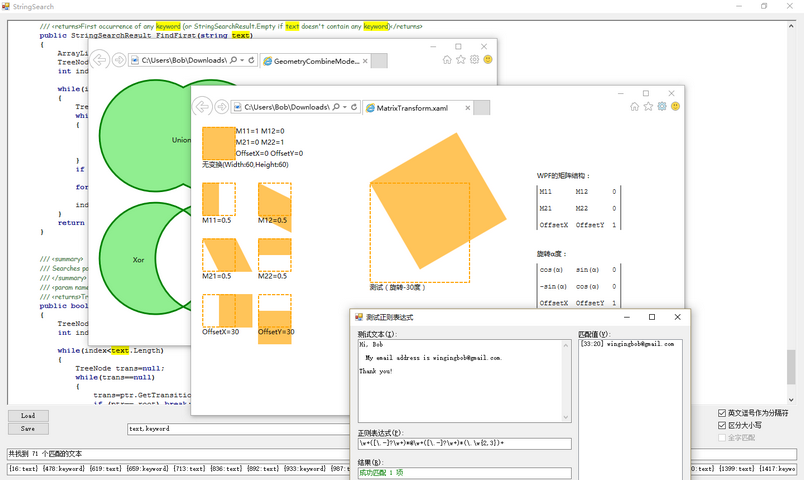 StringSearch
/// <returns>First occurrence of any keyword (or StringSearchResult.Empty if text doesn't contain any keyword)</returns>
public StringSearchResult FindFirst(string text)
{
ArrayLi
TreeNode
int ind
while(in
{
Tre
whi
{
}
if
for
ind
}
return
}
/// <summary>
/// Searches pa
/// </summary>
/// <param name
/// <returns>Tr
public bool
{
TreeNode
int ind
while(index<text.Length)
{
TreeNode trans=null;
while(trans==null)
{
trans=ptr.GetTransiti
if (ptr==_root) break;
C:\Users\Bob\Downloads\
GeometryCombineMode...
Union
Xor
C:\Users\Bob\Downloads\
MatrixTransform.xaml
M11=1 M12=0
M21=0 M22=1
OffsetX=0 OffsetY=0
无变换(Width:60,Height:60)
M11=0.5
M12=0.5
M21=0.5
M22=0.5
OffsetX=30
OffsetY=30
测试（旋转-30度）
WPF的矩阵结构：
M11 M12 0
M21 M22 0
OffsetX OffsetY 1
旋转α度：
cos(α) sin(α) 0
-sin(α) cos(α) 0
OffsetX OffsetY 1
测试正则表达式
测试文本(T):
Hi, Bob
My email address is wingingbob@gmail.com.
Thank you!
正则表达式(P):
\w+([\.-]?\w+)*@\w+([\.-]?\w+)*(\.\w{2,3})+
结果(R):
成功匹配 1 项
匹配值(V):
[33:20] wingingbob@gmail.com
Load
Save
text,keyword
英文逗号作为分隔符
区分大小写
全字匹配
共找到 71 个匹配的文本
{16:text} {478:keyword} {619:text} {659:keyword} {713:text} {836:text} {892:text} {933:keyword} {987:t
0:text} {1399:text} {1417:keywo